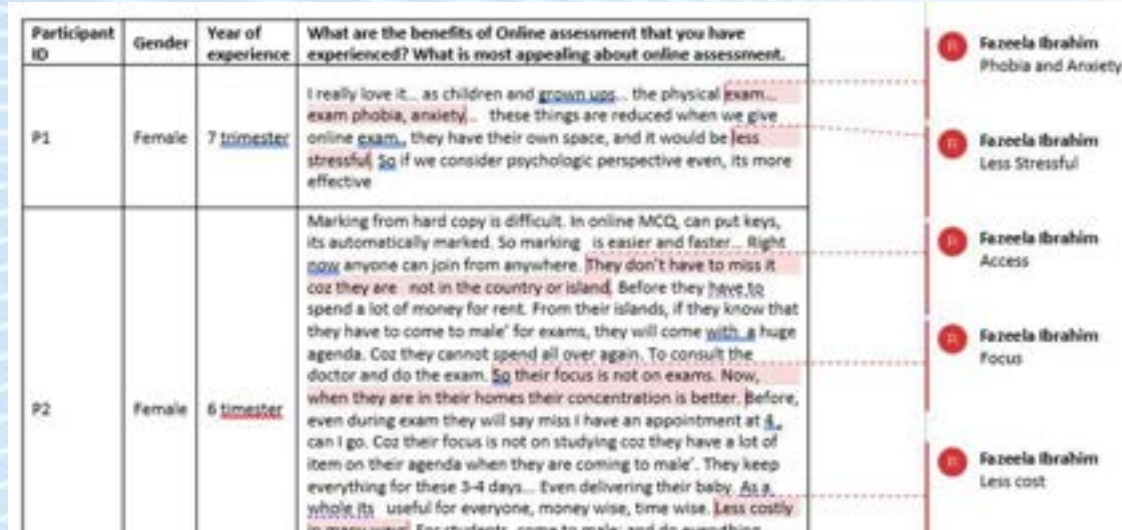 Participant ID
Gender
Year of experience
What are the benefits of Online assessment that you have
experienced? What is most appealing about online assessment.
P1
Female
7 trimester
I really love it... as children and grown ups... the physical exam...
exam phobia, anxiety... these things are reduced when we give
online exam., they have their own space, and it would be less
stressful. So if we consider psychologic perspective even, its more
effective
P2
Female
6 timester
Marking from hard copy is difficult. In online MCQ, can put keys,
its automatically marked. So marking is easier and faster... Right
now anyone can join from anywhere. They don't have to miss it
coz they are not in the country or island. Before they have to
spend a lot of money for rent. From their islands, if they know that
they have to come to male' for exams, they will come with a huge
agenda. Coz they cannot spend all over again. To consult the
doctor and do the exam. So their focus is not on exams. Now,
when they are in their homes their concentration is better. Before,
even during exam they will say miss I have an appointment at 4.,
can I go. Coz their focus is not on studying coz they have a lot of
item on their agenda when they are coming to male'. They keep
everything for these 3-4 days... Even delivering their baby. As a
whole its useful for everyone, money wise, time wise. Less costly
in many ways. For students, come to male; and do everything
Fazeela Ibrahim
Phobia and Anxiety
Fazeela Ibrahim
Less Stressful
Fazeela Ibrahim
Access
Fazeela Ibrahim
Focus
Fazeela Ibrahim
Less cost